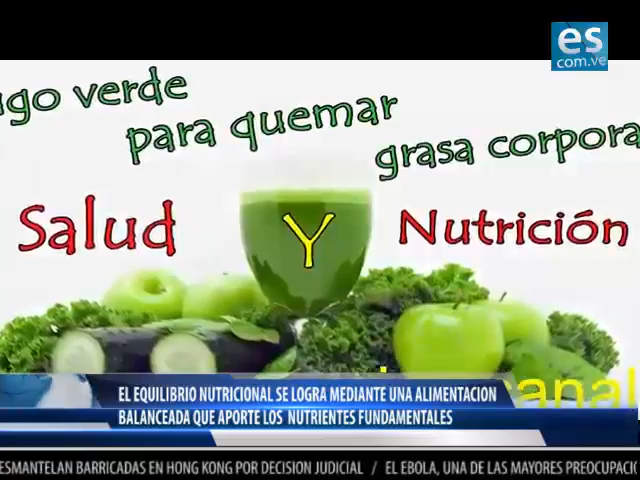 es
com.ve
ugo verde
para quemar
grasa corpora
Salud Y Nutrición
EL EQUILIBRIO NUTRICIONAL SE LOGRA MEDIANTE UNA ALIMENTACION
BALANCEADA QUE APORTE LOS NUTRIENTES FUNDAMENTALES
ESMANTELAN BARRICADAS EN HONG KONG POR DECISION JUDICIAL / EL EBOLA, UNA DE LAS MAYORES PREOCUPACI